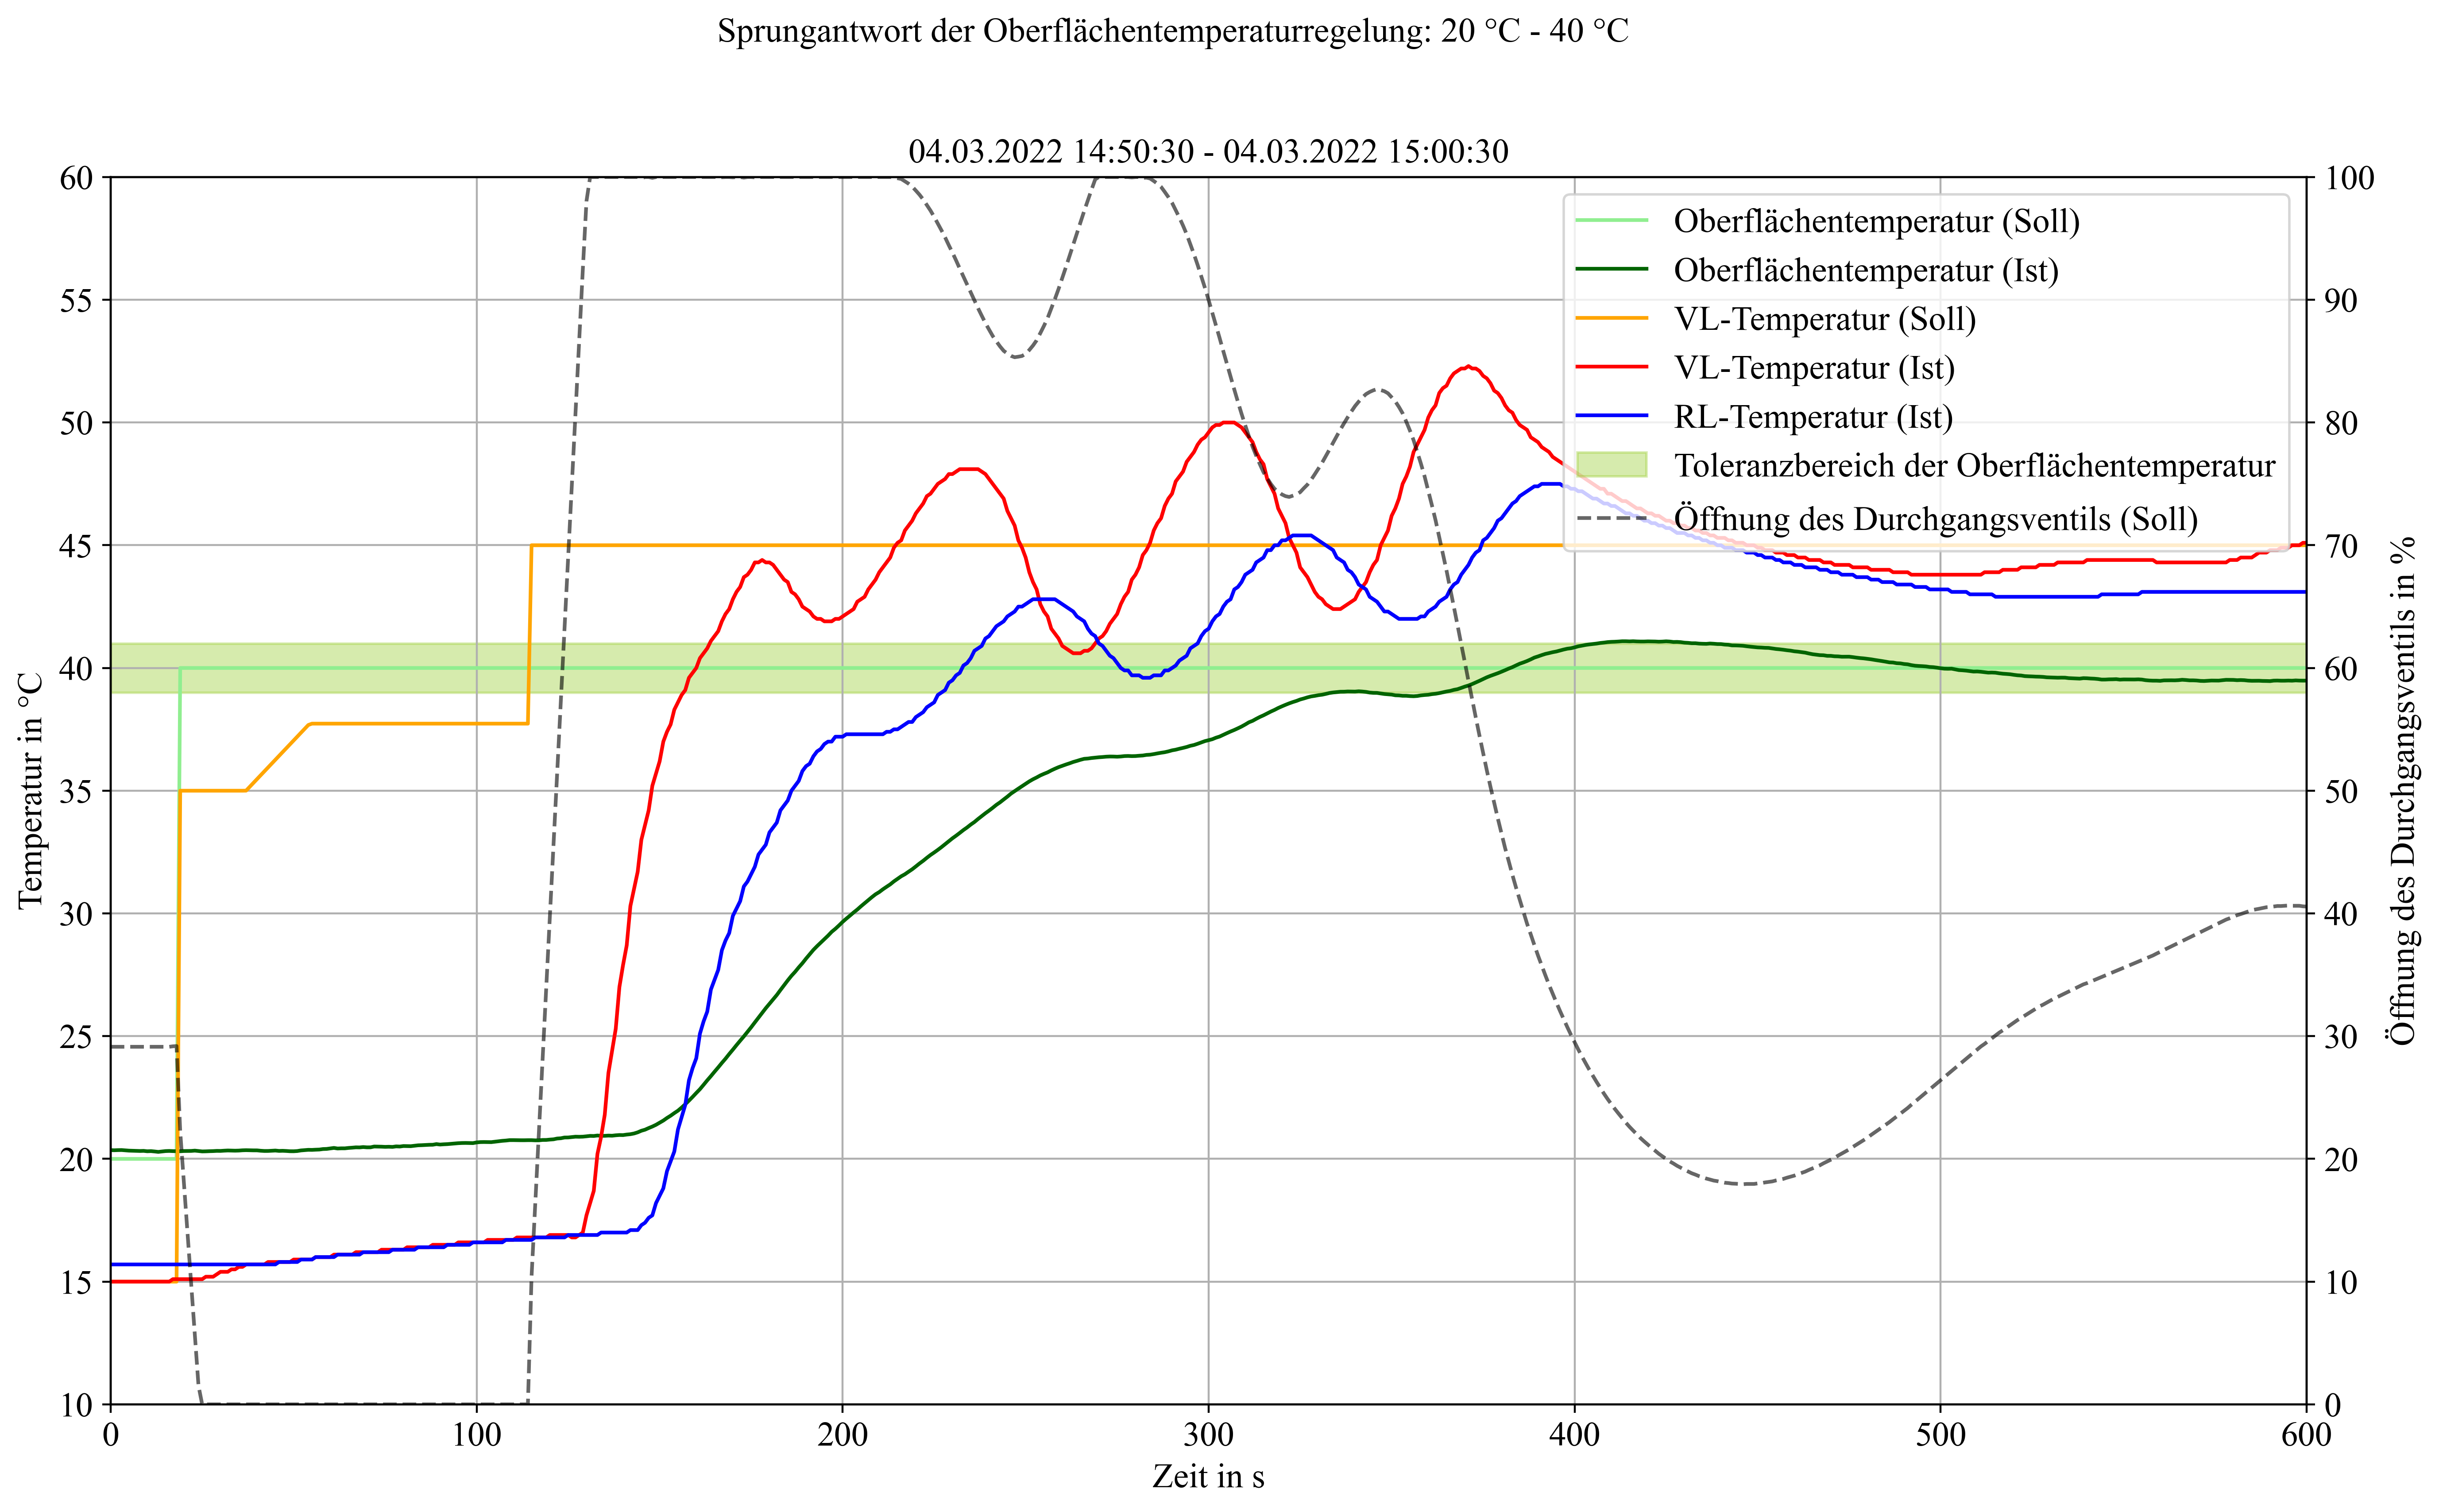 Sprungantwort der Oberflächentemperaturregelung: 20 °C - 40 °C
04.03.2022 14:50:30 - 04.03.2022 15:00:30
60
55
50
45
40
35
30
25
20
15
10
Temperatur in °C
100
90
80
70
60
50
40
30
20
10
0
Öffnung des Durchgangsventils in %
Oberflächentemperatur (Soll)
Oberflächentemperatur (Ist)
VL-Temperatur (Soll)
VL-Temperatur (Ist)
RL-Temperatur (Ist)
Toleranzbereich der Oberflächentemperatur
Öffnung des Durchgangsventils (Soll)
0 100 200 300 400 500 600
Zeit in s